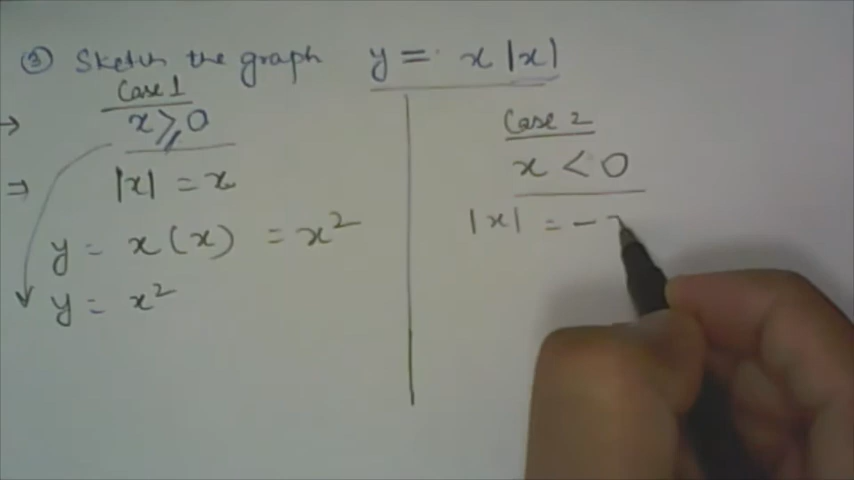 ③ Sketch the graph y = x |x|
Case 1
→ x ≥ 0
⇒ |x| = x
y = x (x) = x²
y = x²
Case 2
x < 0
|x| = - x